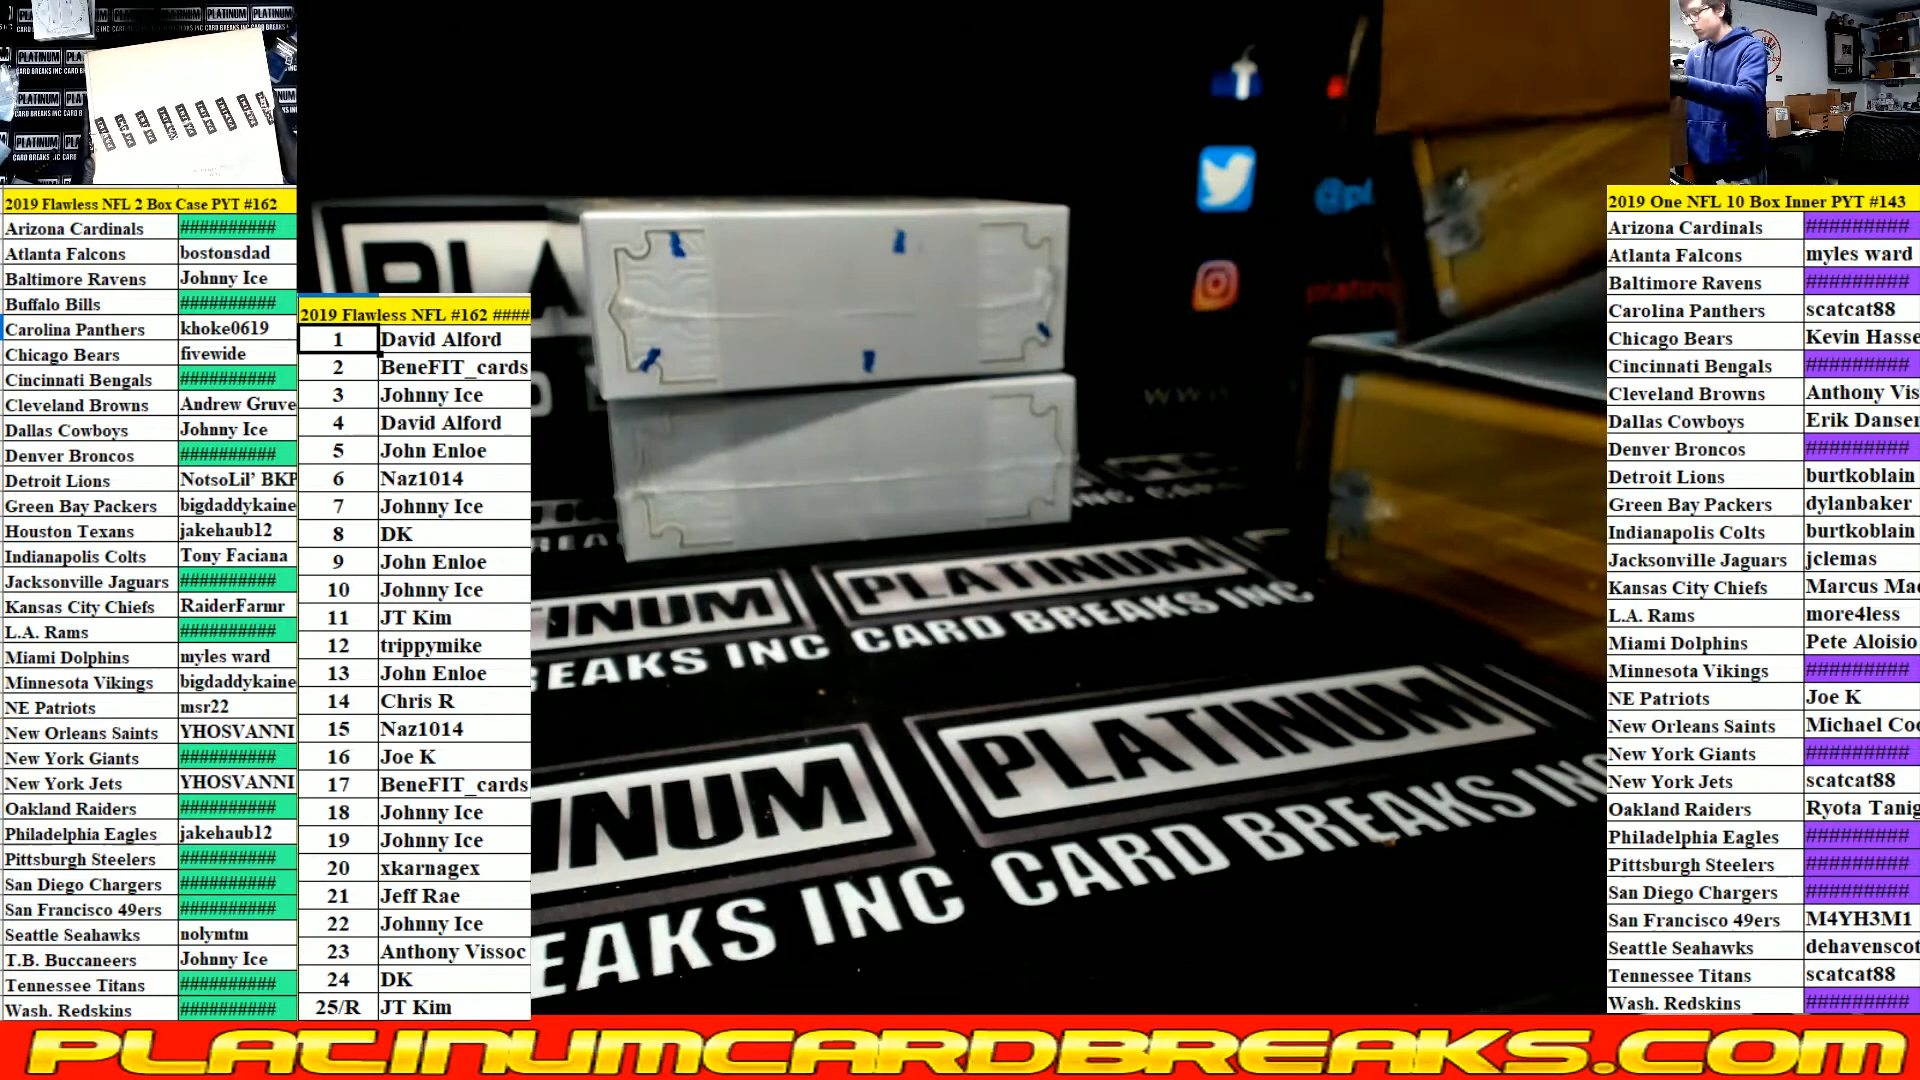 2019 Flawless NFL 2 Box Case PYT #162
Arizona Cardinals ##########
Atlanta Falcons bostonsdad
Baltimore Ravens Johnny Ice
Buffalo Bills ##########
Carolina Panthers khoke0619
Chicago Bears fivewide
Cincinnati Bengals ##########
Cleveland Browns Andrew Gruve
Dallas Cowboys Johnny Ice
Denver Broncos ##########
Detroit Lions NotsoLil’ BKP
Green Bay Packers bigdaddykaine
Houston Texans jakehaub12
Indianapolis Colts Tony Faciana
Jacksonville Jaguars ##########
Kansas City Chiefs RaiderFarmr
L.A. Rams ##########
Miami Dolphins myles ward
Minnesota Vikings bigdaddykaine
NE Patriots msr22
New Orleans Saints YHOSVANNI
New York Giants ##########
New York Jets YHOSVANNI
Oakland Raiders ##########
Philadelphia Eagles jakehaub12
Pittsburgh Steelers ##########
San Diego Chargers ##########
San Francisco 49ers ##########
Seattle Seahawks nolymtm
T.B. Buccaneers Johnny Ice
Tennessee Titans ##########
Wash. Redskins ##########
2019 Flawless NFL #162 ####
1 David Alford
2 BeneFIT_cards
3 Johnny Ice
4 David Alford
5 John Enloe
6 Naz1014
7 Johnny Ice
8 DK
9 John Enloe
10 Johnny Ice
11 JT Kim
12 trippymike
13 John Enloe
14 Chris R
15 Naz1014
16 Joe K
17 BeneFIT_cards
18 Johnny Ice
19 Johnny Ice
20 xkarnagex
21 Jeff Rae
22 Johnny Ice
23 Anthony Vissoc
24 DK
25/R JT Kim
PLA
@pl
TINUM PLATINUM
EAKS INC CARD BREAKS INC
INUM PLATINUM
EAKS INC CARD BREAKS INC
2019 One NFL 10 Box Inner PYT #143
Arizona Cardinals ##########
Atlanta Falcons myles ward
Baltimore Ravens ##########
Carolina Panthers scatcat88
Chicago Bears Kevin Hasse
Cincinnati Bengals ##########
Cleveland Browns Anthony Vis
Dallas Cowboys Erik Danser
Denver Broncos ##########
Detroit Lions burtkoblain
Green Bay Packers dylanbaker
Indianapolis Colts burtkoblain
Jacksonville Jaguars jclemas
Kansas City Chiefs Marcus Mac
L.A. Rams more4less
Miami Dolphins Pete Aloisio
Minnesota Vikings ##########
NE Patriots Joe K
New Orleans Saints Michael Coo
New York Giants ##########
New York Jets scatcat88
Oakland Raiders Ryota Tanig
Philadelphia Eagles ##########
Pittsburgh Steelers ##########
San Diego Chargers ##########
San Francisco 49ers M4YH3M1
Seattle Seahawks dehavenscot
Tennessee Titans scatcat88
Wash. Redskins ##########
PLATINUMCARDBREAKS.COM